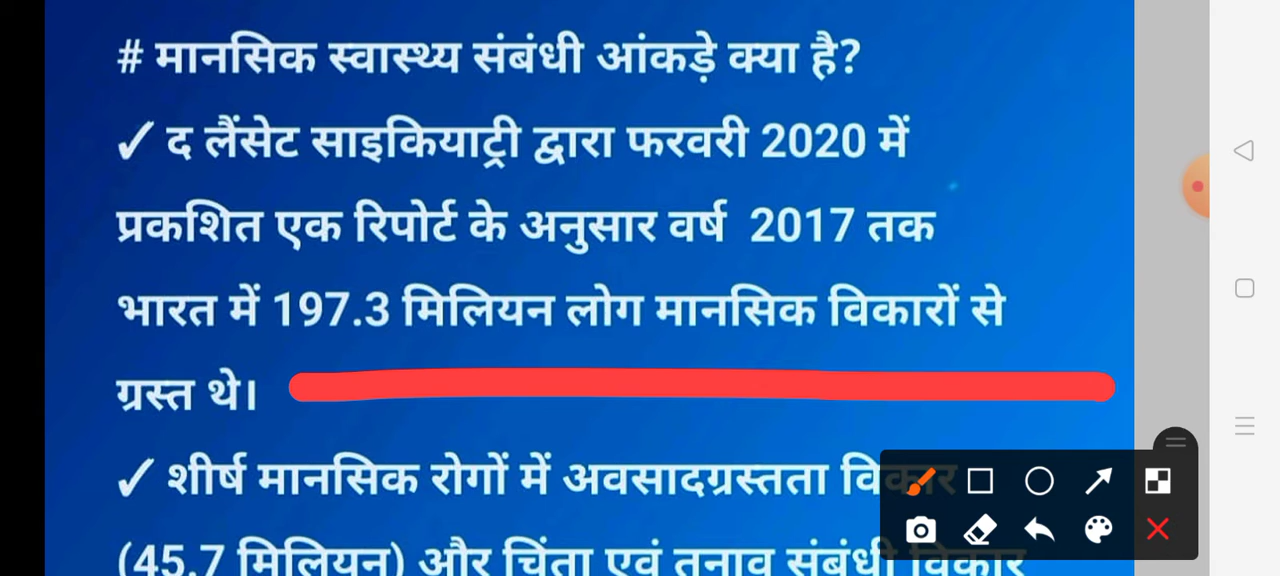 # मानसिक स्वास्थ्य संबंधी आंकड़े क्या है?
✓ द लैंसेट साइकियाट्री द्वारा फरवरी 2020 में
प्रकशित एक रिपोर्ट के अनुसार वर्ष 2017 तक
भारत में 197.3 मिलियन लोग मानसिक विकारों से
ग्रस्त थे।
✓ शीर्ष मानसिक रोगों में अवसादग्रस्तता विकार
(45.7 मिलियन) और चिंता एवं तनाव संबंधी विकार